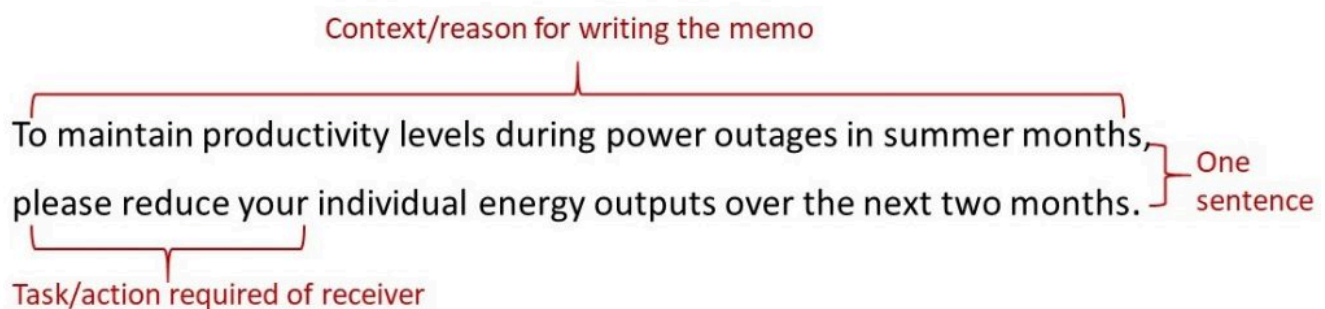 Context/reason for writing the memo
To maintain productivity levels during power outages in summer months,
please reduce your individual energy outputs over the next two months.
One
sentence
Task/action required of receiver